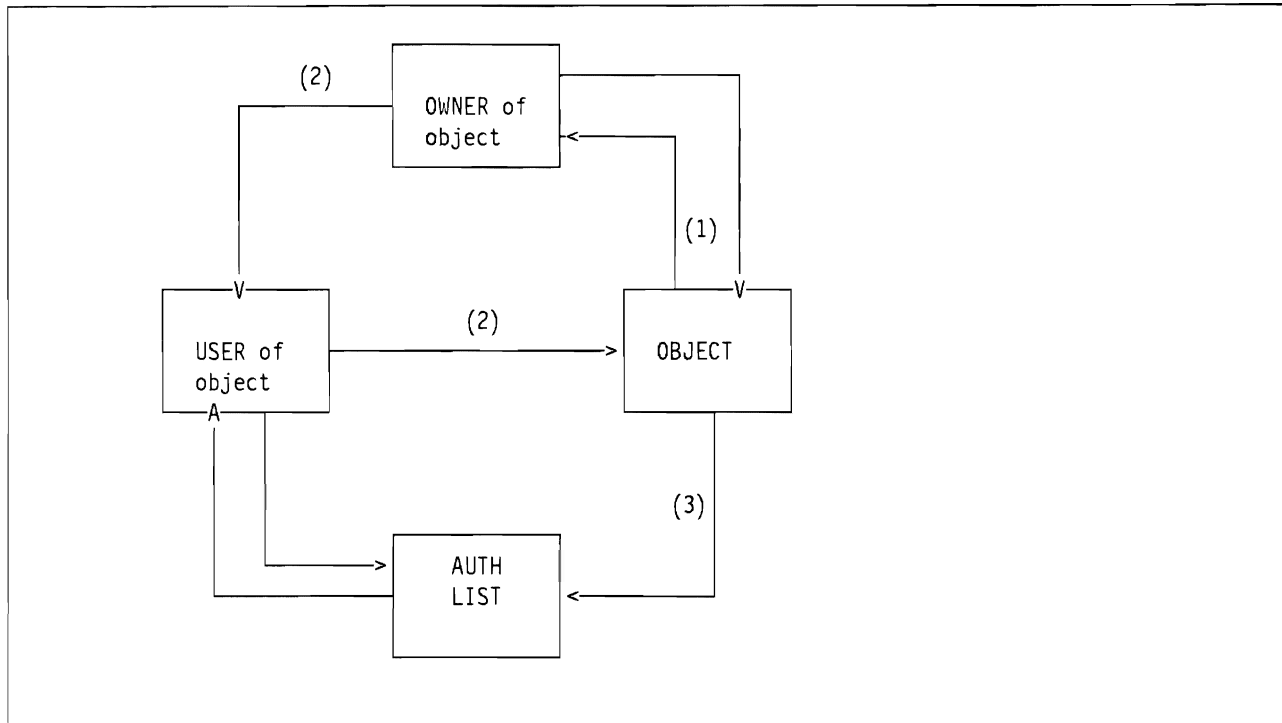 (2)
OWNER of
object
(1)
(2)
USER of
object
OBJECT
(3)
AUTH
LIST